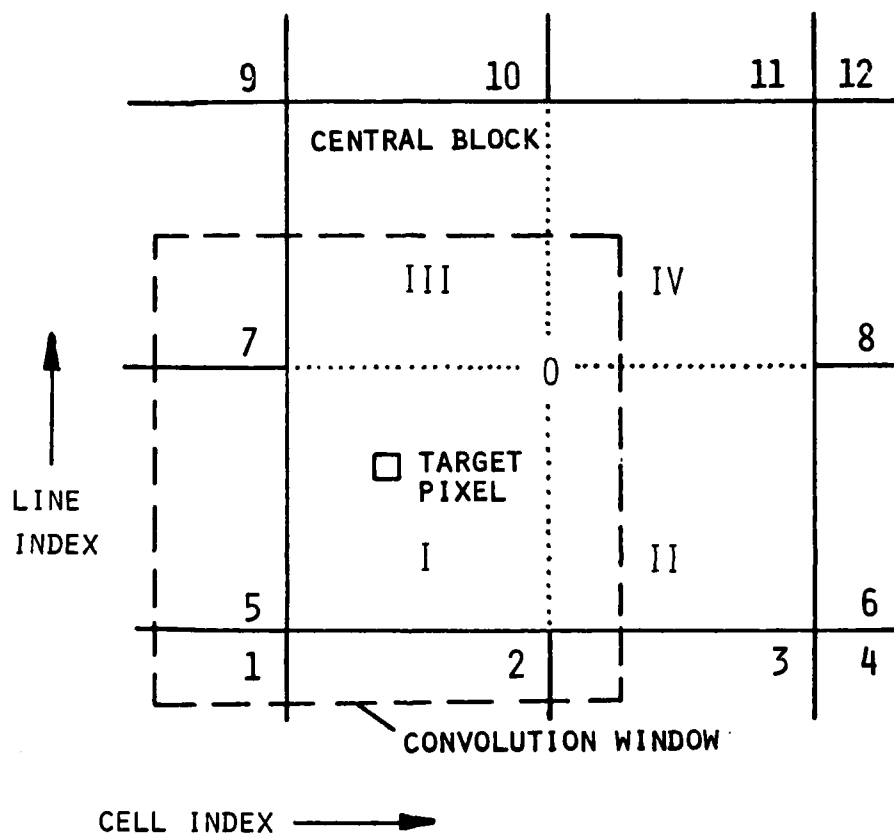 9 10 11 12
CENTRAL BLOCK
III IV
7 0 8
TARGET
PIXEL
LINE
INDEX
I II
5 6
1 2 3 4
CONVOLUTION WINDOW
CELL INDEX